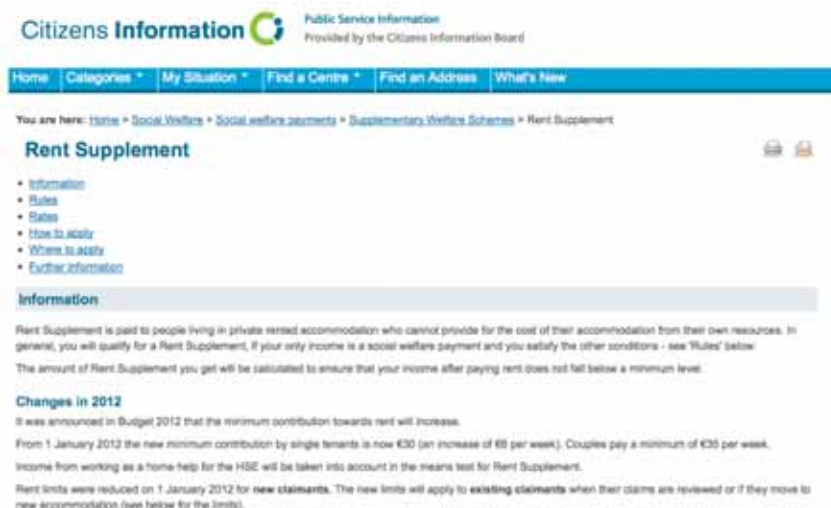 Citizens Information
Public Service Information
Provided by the Citizens Information Board
Home Categories My Situation Find a Centre Find an Address What's New
You are here: Home > Social Welfare > Social welfare payments > Supplementary Welfare Schemes > Rent Supplement
Rent Supplement
• Information
• Rules
• Rates
• How to apply
• Where to apply
• Further information
Information
Rent Supplement is paid to people living in private rented accommodation who cannot provide for the cost of their accommodation from their own resources. In
general, you will qualify for a Rent Supplement, if your only income is a social welfare payment and you satisfy the other conditions - see 'Rules' below.
The amount of Rent Supplement you get will be calculated to ensure that your income after paying rent does not fall below a minimum level.
Changes in 2012
It was announced in Budget 2012 that the minimum contribution towards rent will increase.
From 1 January 2012 the new minimum contribution by single tenants is now €30 (an increase of €6 per week). Couples pay a minimum of €35 per week.
Income from working as a home help for the HSE will be taken into account in the means test for Rent Supplement.
Rent limits were reduced on 1 January 2012 for new claimants. The new limits will apply to existing claimants when their claims are reviewed or if they move to
new accommodation (see below for the limits).